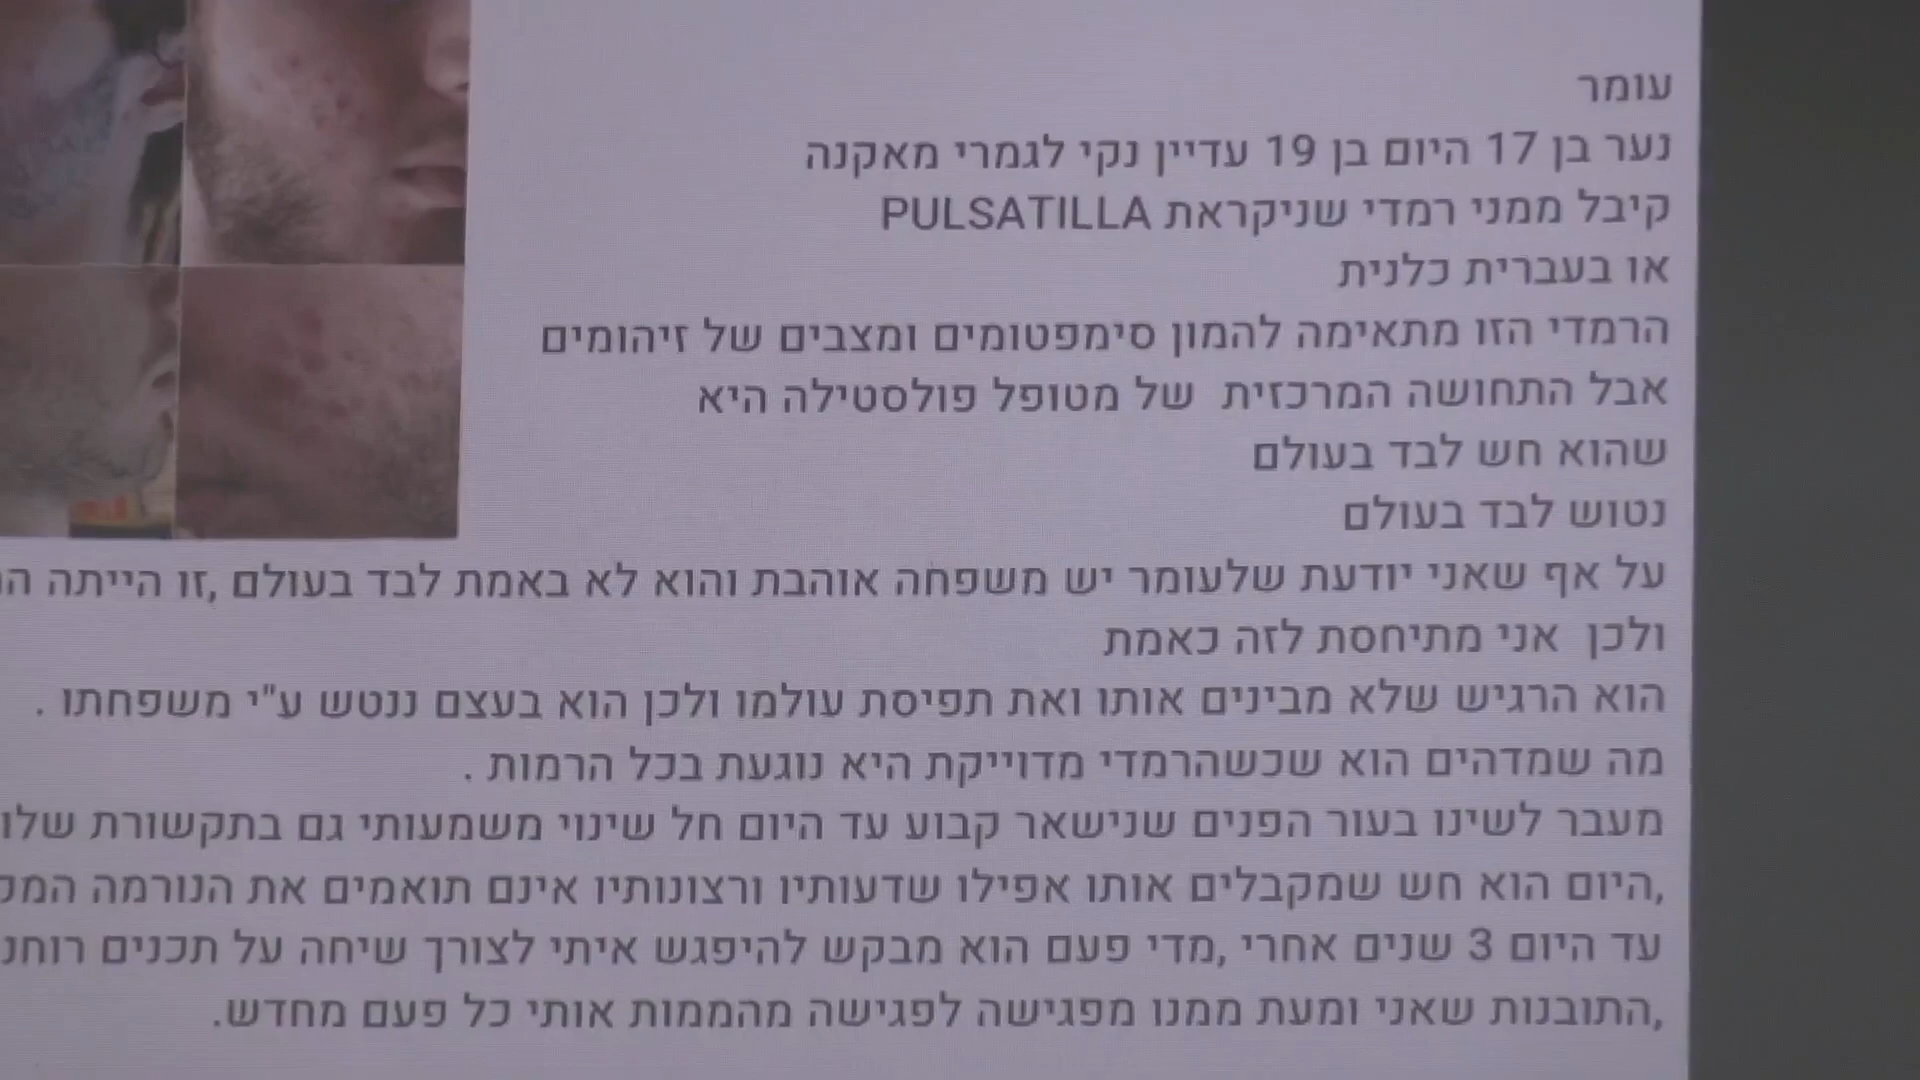 עומר
נער בן 17 היום בן 19 עדיין נקי לגמרי מאקנה
קיבל ממני רמדי שניקראת PULSATILLA
או בעברית כלנית
הרמדי הזו מתאימה להמון סימפטומים ומצבים של זיהומים
אבל התחושה המרכזית של מטופל פולסטילה היא
שהוא חש לבד בעולם
נטוש לבד בעולם
על אף שאני יודעת שלעומר יש משפחה אוהבת והוא לא באמת לבד בעולם ,זו הייתה
ולכן אני מתיחסת לזה כאמת
הוא הרגיש שלא מבינים אותו ואת תפיסת עולמו ולכן הוא בעצם ננטש ע"י משפחתו .
מה שמדהים הוא שכשהרמדי מדוייקת היא נוגעת בכל הרמות .
מעבר לשינו בעור הפנים שנישאר קבוע עד היום חל שינוי משמעותי גם בתקשורת שלו
,היום הוא חש שמקבלים אותו אפילו שדעותיו ורצונותיו אינם תואמים את הנורמה
עד היום 3 שנים אחרי ,מדי פעם הוא מבקש להיפגש איתי לצורך שיחה על תכנים
,התובנות שאני ומעת ממנו מפגישה לפגישה מהממות אותי כל פעם מחדש.